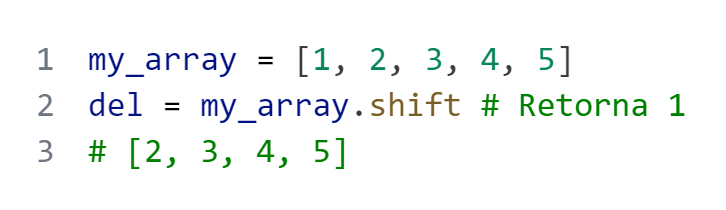 1 my_array = [1, 2, 3, 4, 5]
2 del = my_array.shift # Retorna 1
3 # [2, 3, 4, 5]